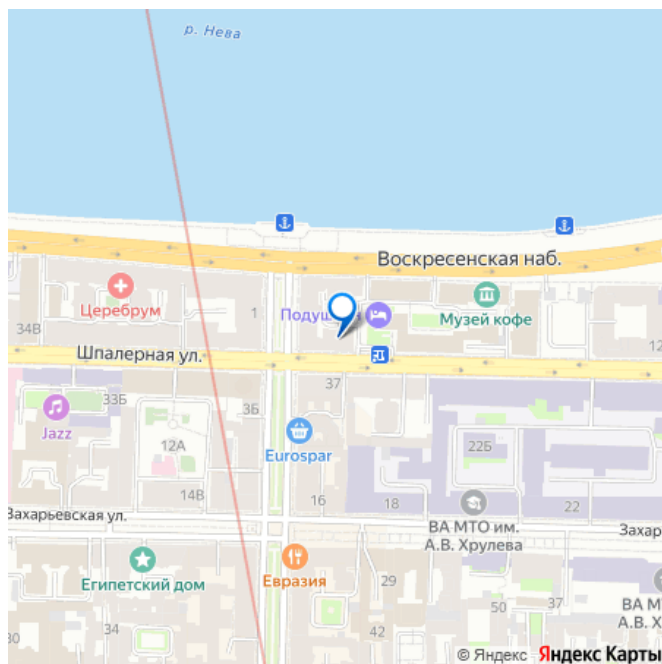 р. Нева
Воскресенская наб.
Церебрум
1
Подуш
Музей кофе
34В
12
Шпалерная ул.
37
33Б
3Б
Jazz
12А
Eurospar
22Б
14В
16
18
22
Захарьевская ул.
ВА МТО им.
А.В. Хрулева
Захар
Египетский дом
Евразия
29
ВА М
А.В. Х
50
37
30
34
42
© Яндекс Яндекс Карты